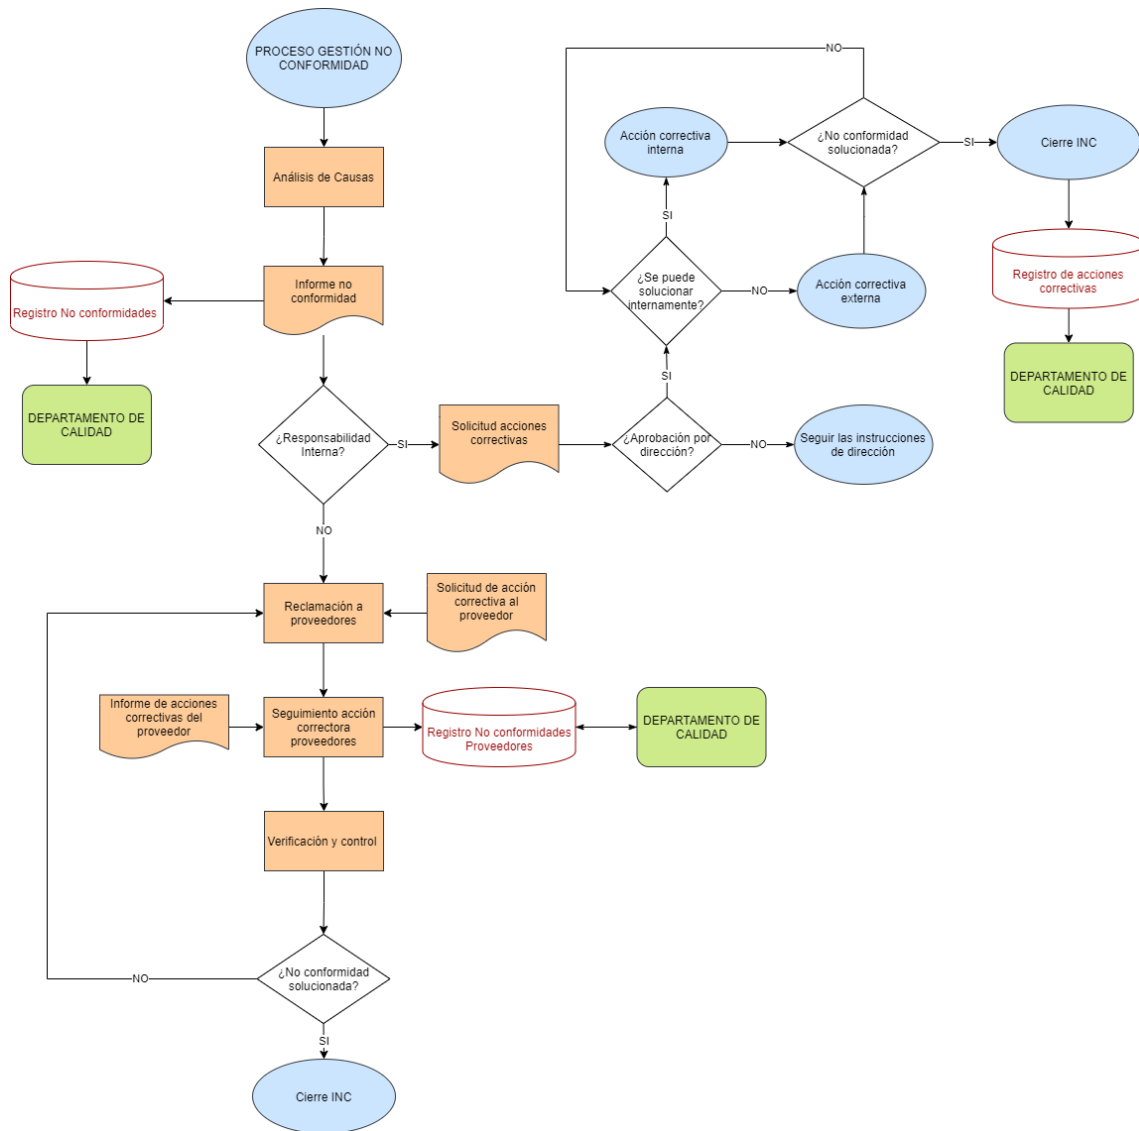 PROCESO GESTIÓN NO
CONFORMIDAD
Análisis de Causas
Informe no
conformidad
Registro No conformidades
DEPARTAMENTO DE
CALIDAD
¿Responsabilidad
Interna?
SI
Solicitud acciones
correctivas
¿Aprobación por
dirección?
NO
Seguir las instrucciones
de dirección
SI
¿Se puede
solucionar
internamente?
NO
Acción correctiva
externa
SI
Acción correctiva
interna
¿No conformidad
solucionada?
NO
SI
Cierre INC
Registro de acciones
correctivas
DEPARTAMENTO DE
CALIDAD
NO
Reclamación a
proveedores
Solicitud de acción
correctiva al
proveedor
Informe de acciones
correctivas del
proveedor
Seguimiento acción
correctora
proveedores
Registro No conformidades
Proveedores
DEPARTAMENTO DE
CALIDAD
Verificación y control
¿No conformidad
solucionada?
NO
SI
Cierre INC